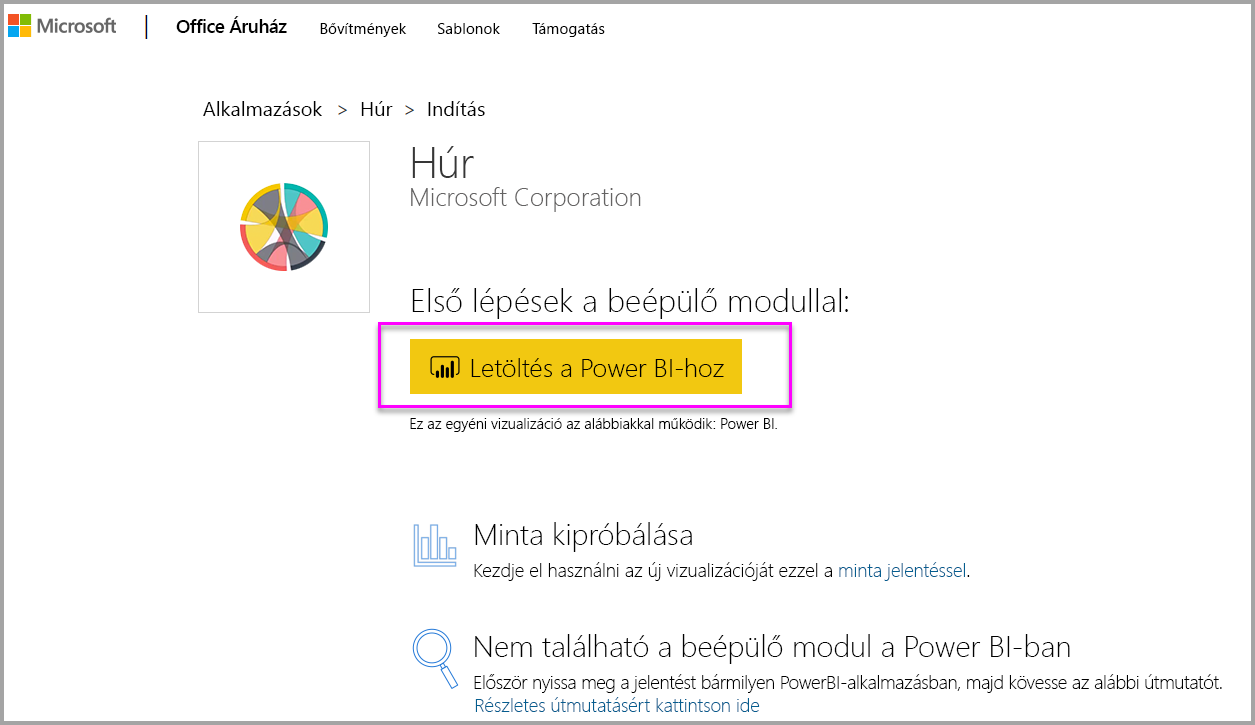 Microsoft | Office Áruház Bővítmények Sablonok Támogatás
Alkalmazások > Húr > Indítás
Húr
Microsoft Corporation
Első lépések a beépülő modullal:
Letöltés a Power BI-hoz
Ez az egyéni vizualizáció az alábbiakkal működik: Power BI.
Minta kipróbálása
Kezdje el használni az új vizualizációját ezzel a minta jelentéssel.
Nem található a beépülő modul a Power BI-ban
Először nyissa meg a jelentést bármilyen PowerBI-alkalmazásban, majd kövesse az alábbi útmutatót.
Részletes útmutatásért kattintson ide